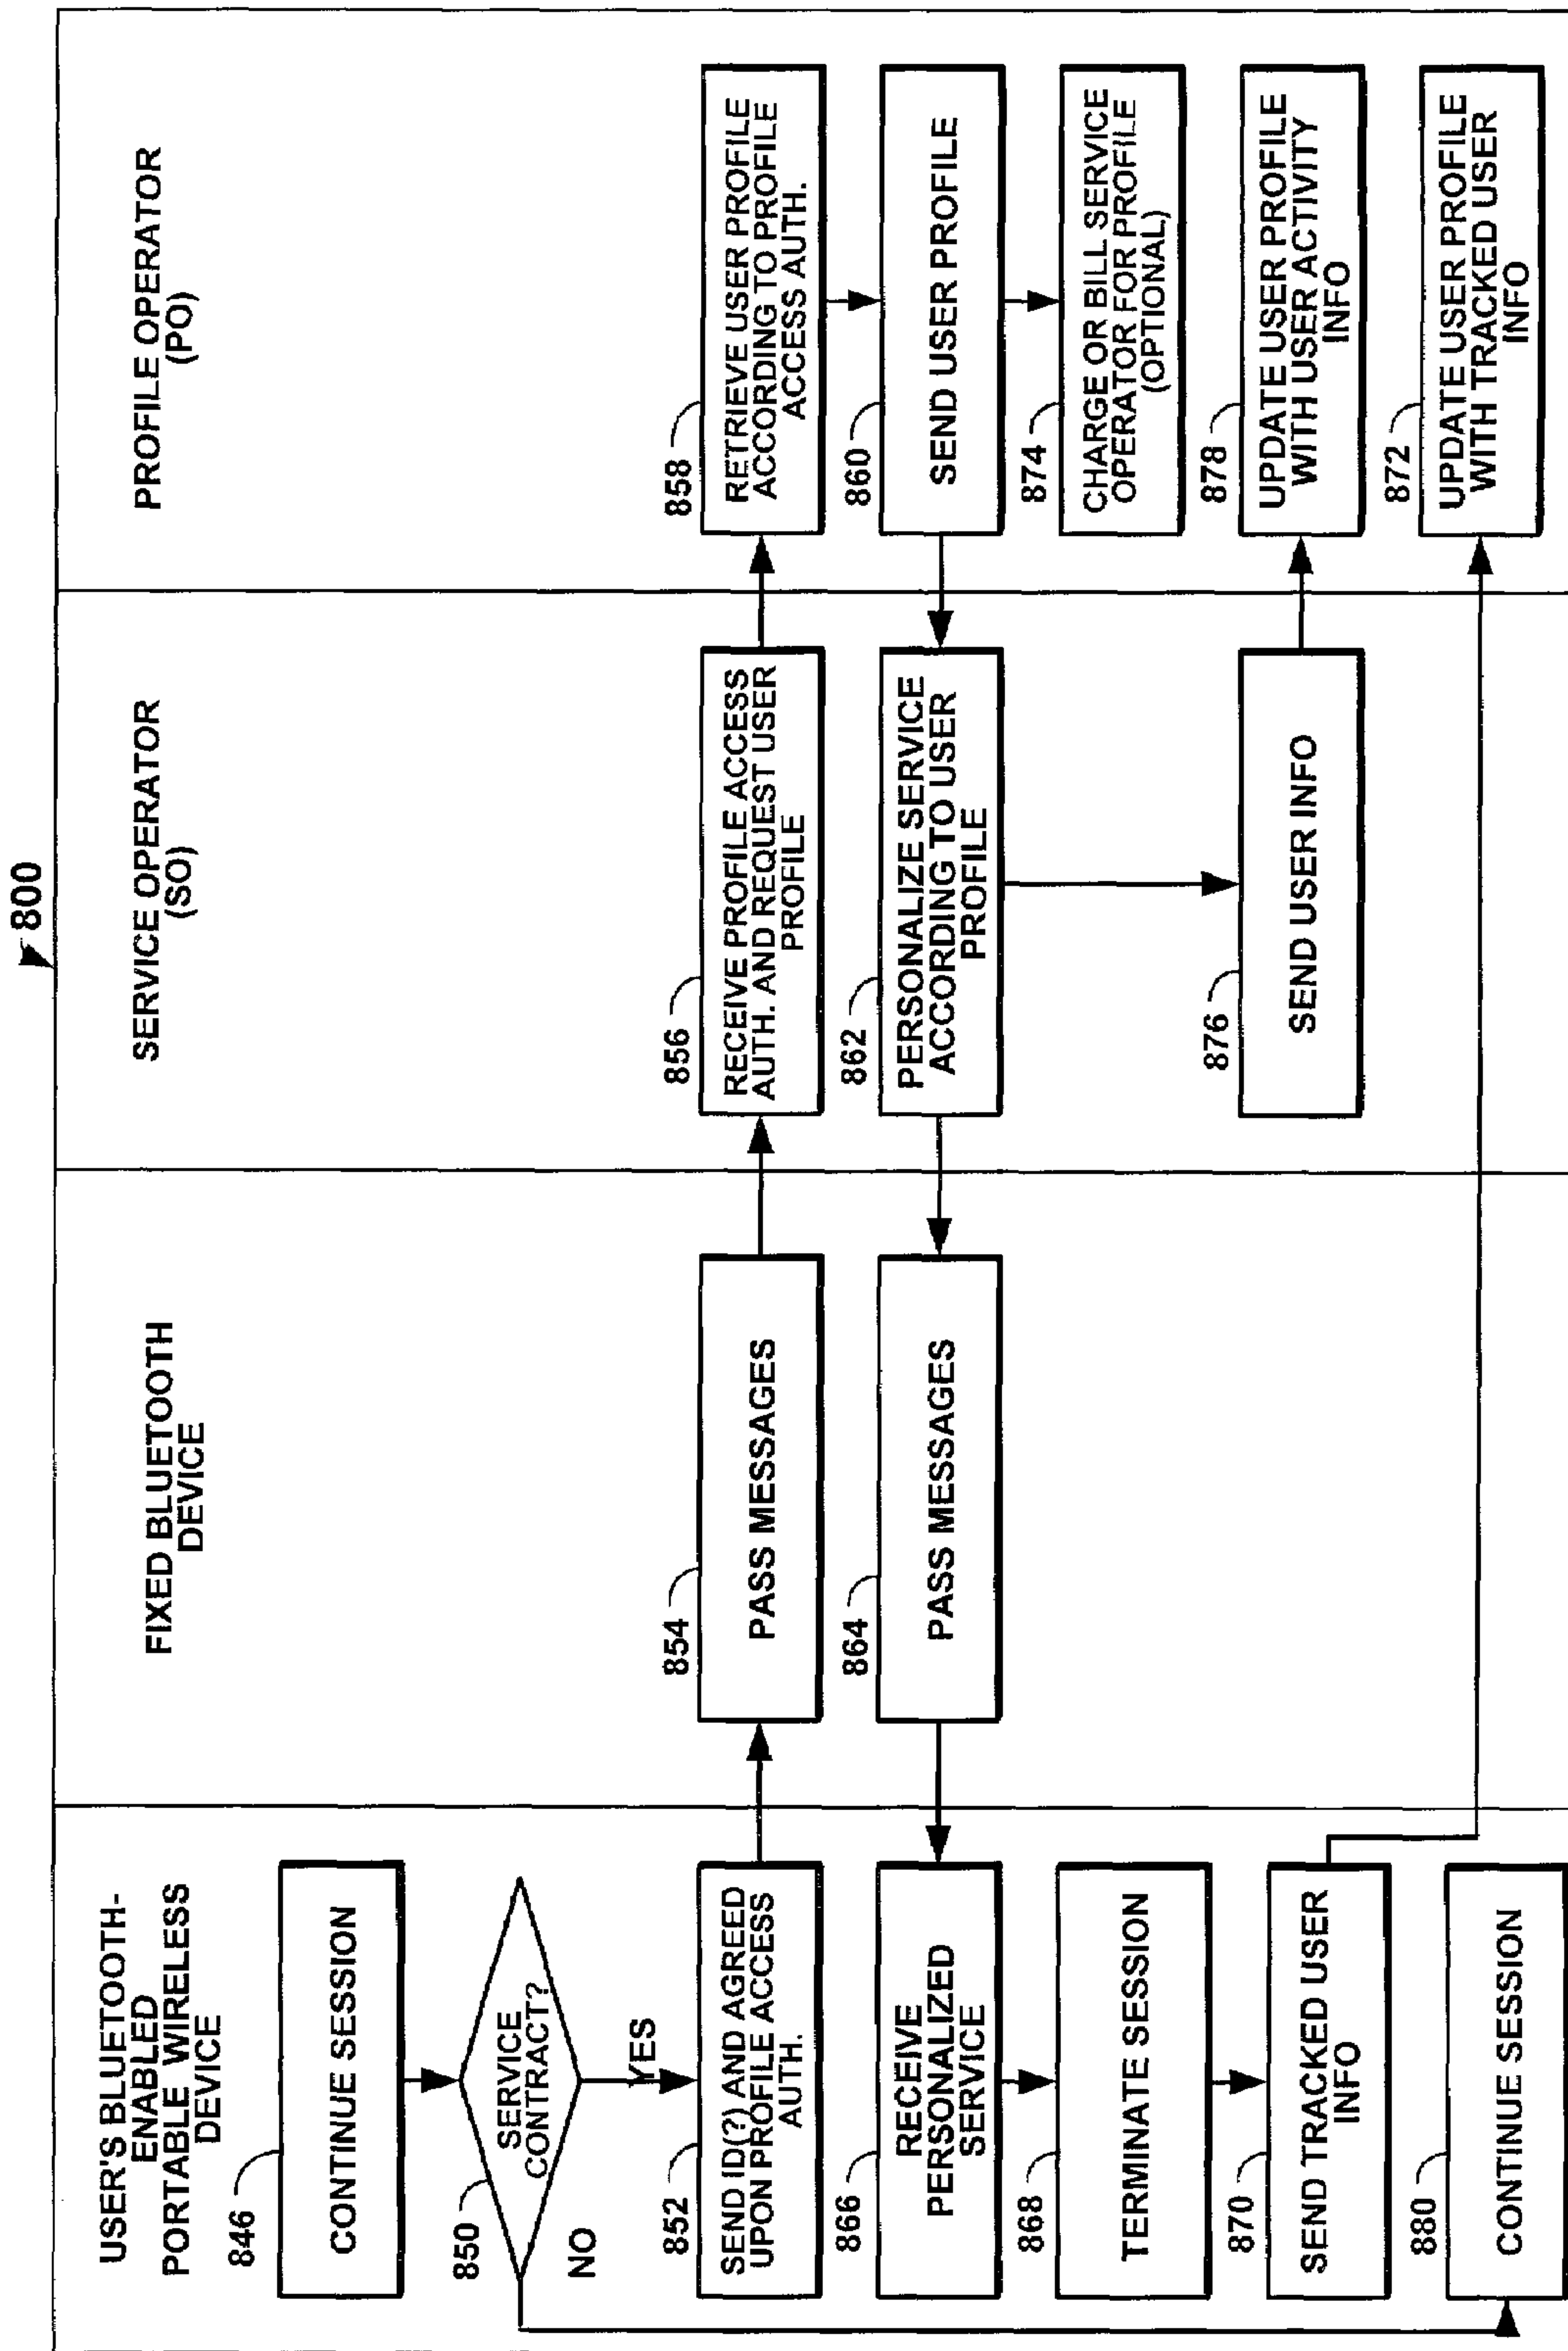 800
USER'S BLUETOOTH-
ENABLED
PORTABLE WIRELESS
DEVICE
FIXED BLUETOOTH
DEVICE
SERVICE OPERATOR
(SO)
PROFILE OPERATOR
(PO)
846
CONTINUE SESSION
850
SERVICE
CONTRACT?
NO
YES
852
SEND ID(?) AND AGREED
UPON PROFILE ACCESS
AUTH.
854
PASS MESSAGES
856
RECEIVE PROFILE ACCESS
AUTH. AND REQUEST USER
PROFILE
858
RETRIEVE USER PROFILE
ACCORDING TO PROFILE
ACCESS AUTH.
866
RECEIVE
PERSONALIZED
SERVICE
864
PASS MESSAGES
862
PERSONALIZE SERVICE
ACCORDING TO USER
PROFILE
860
SEND USER PROFILE
868
TERMINATE SESSION
874
CHARGE OR BILL SERVICE
OPERATOR FOR PROFILE
(OPTIONAL)
870
SEND TRACKED USER
INFO
876
SEND USER INFO
878
UPDATE USER PROFILE
WITH USER ACTIVITY
INFO
880
CONTINUE SESSION
872
UPDATE USER PROFILE
WITH TRACKED USER
INFO